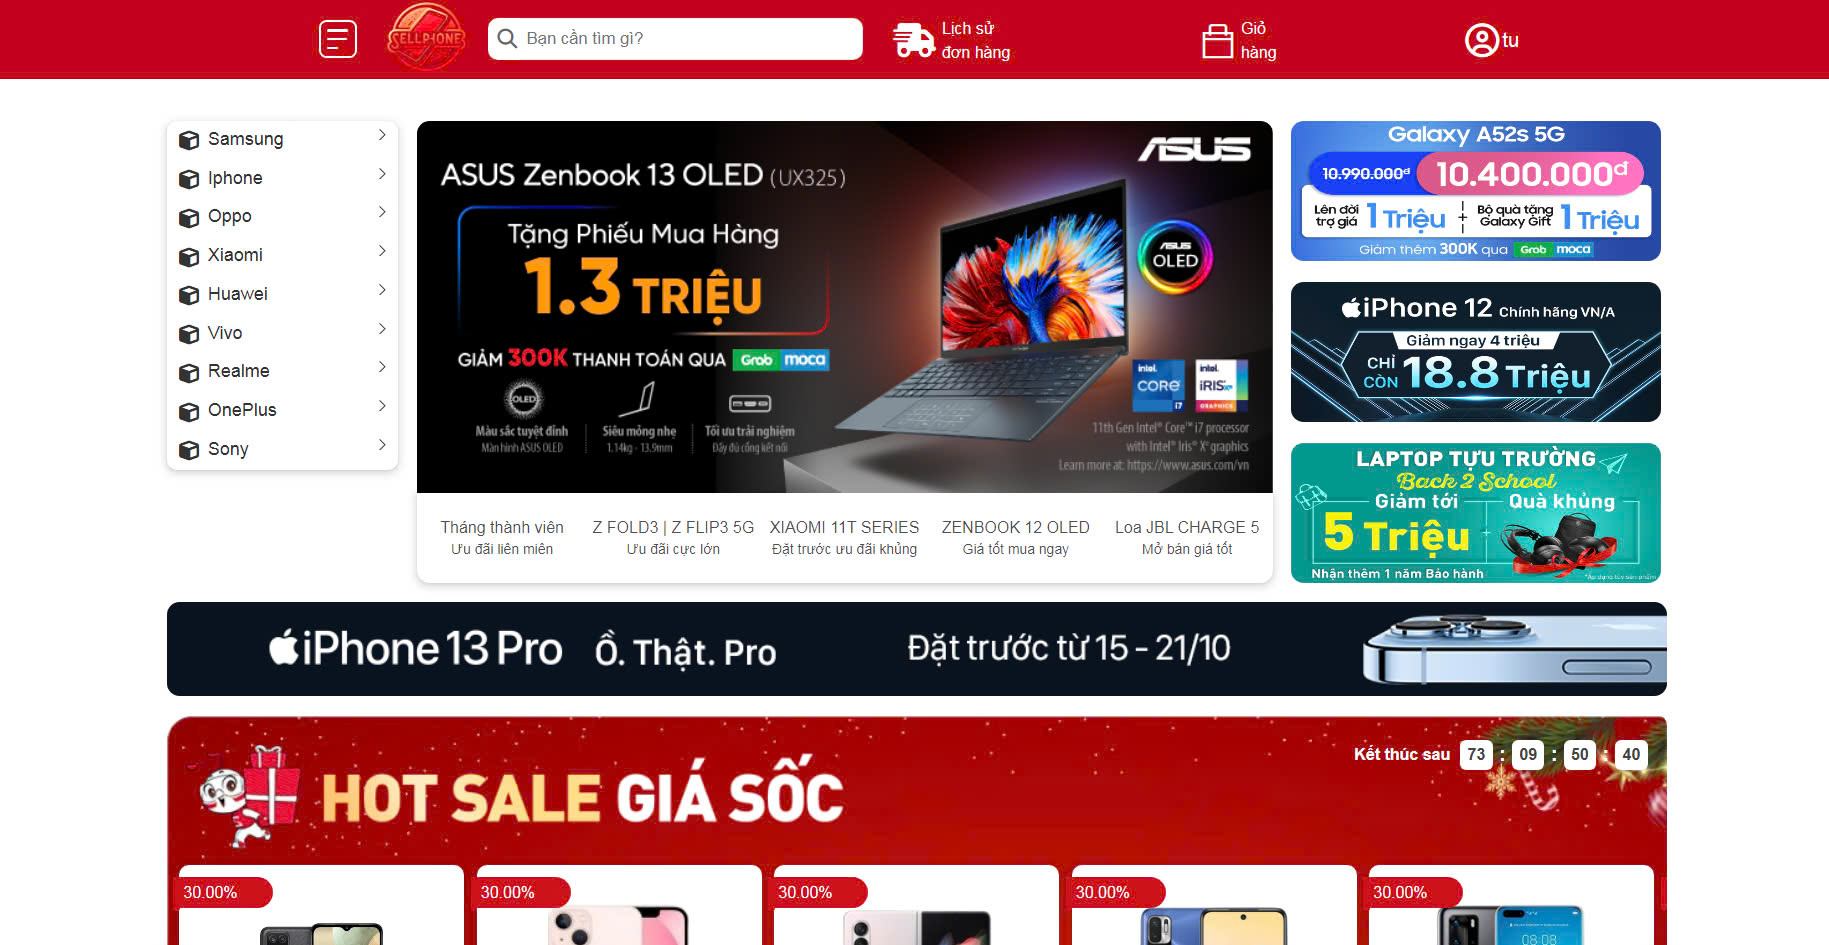 SELLPHONE
Bạn cần tìm gì?
Lịch sử
đơn hàng
Giỏ
hàng
tu
Samsung
Iphone
Oppo
Xiaomi
Huawei
Vivo
Realme
OnePlus
Sony
ASUS
ASUS Zenbook 13 OLED (UX325)
Tặng Phiếu Mua Hàng
1.3 TRIỆU
GIẢM 300K THANH TOÁN QUA Grab moca
ASUS
OLED
intel.
CORE
i7
intel.
iRIS Xe
GRAPHICS
OLED
Màu sắc tuyệt đỉnh
Màn hình ASUS OLED
Siêu mỏng nhẹ
1.14kg - 13.9mm
Tối ưu trải nghiệm
Đầy đủ cổng kết nối
11th Gen Intel® Core™ i7 processor
with Intel® Iris® Xe graphics
Learn more at: https://www.asus.com/vn
Tháng thành viên
Ưu đãi liên miên
Z FOLD3 | Z FLIP3 5G
Ưu đãi cực lớn
XIAOMI 11T SERIES
Đặt trước ưu đãi khủng
ZENBOOK 12 OLED
Giá tốt mua ngay
Loa JBL CHARGE 5
Mở bán giá tốt
Galaxy A52s 5G
10.990.000đ 10.400.000đ
Lên đời
trợ giá 1 Triệu + Bộ quà tặng
Galaxy Gift 1 Triệu
Giảm thêm 300K qua Grab moca
iPhone 12 Chính hãng VN/A
Giảm ngay 4 triệu
CHỈ
CÒN 18.8 Triệu
LAPTOP TỰU TRƯỜNG
Back 2 School
Giảm tới
5 Triệu
+
Quà khủng
Nhận thêm 1 năm Bảo hành
*Áp dụng tùy sản phẩm
iPhone 13 Pro Ồ. Thật. Pro Đặt trước từ 15 - 21/10
HOT SALE GIÁ SỐC
Kết thúc sau 73 : 09 : 50 : 40
30.00%
30.00%
30.00%
30.00%
30.00%
08:08